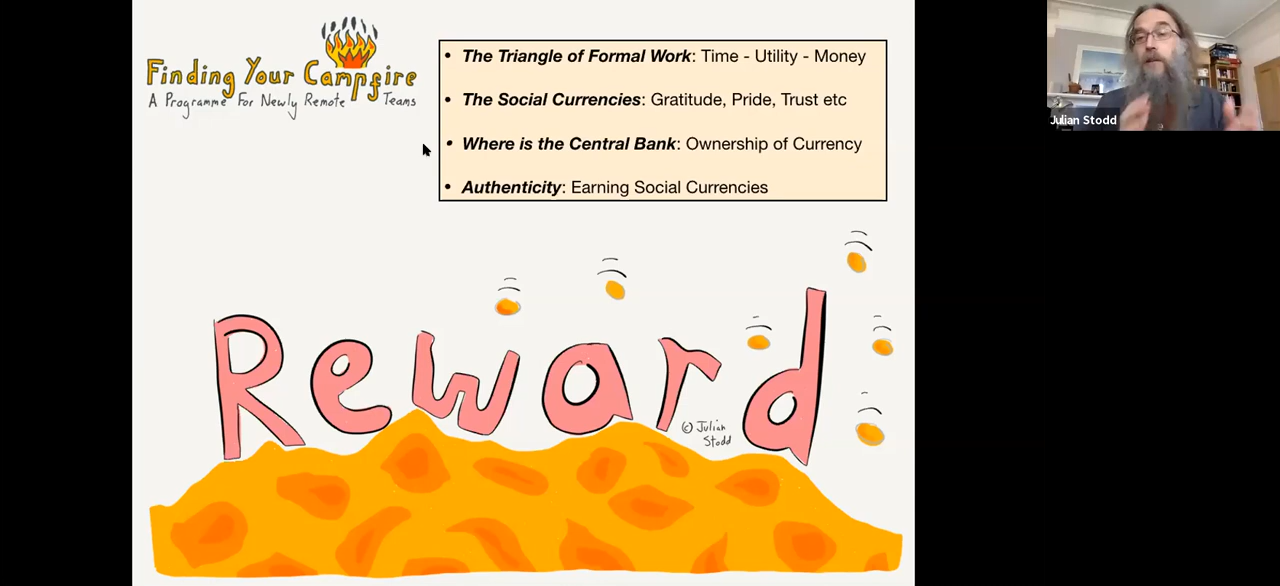 Finding Your Campfire
A Programme For Newly Remote Teams
• The Triangle of Formal Work: Time - Utility - Money
• The Social Currencies: Gratitude, Pride, Trust etc
• Where is the Central Bank: Ownership of Currency
• Authenticity: Earning Social Currencies
Julian Stodd
Reward
(c) Julian
Stodd